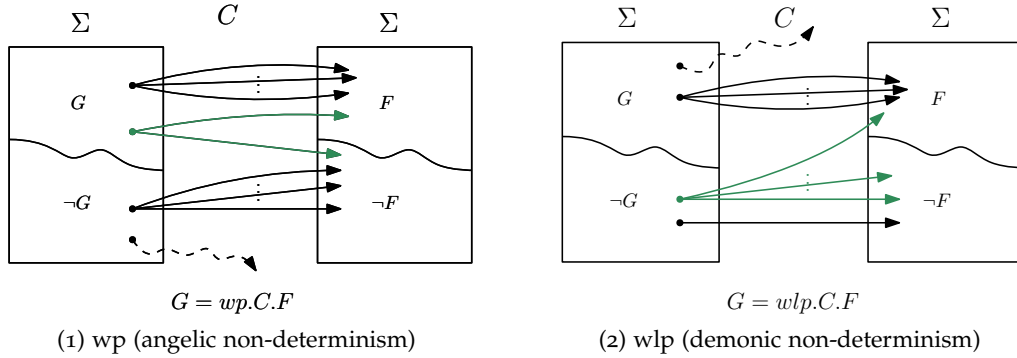 Σ C Σ
G F
¬G ¬F
G = wp.C.F
(1) wp (angelic non-determinism)
Σ C Σ
G F
¬G ¬F
G = wlp.C.F
(2) wlp (demonic non-determinism)